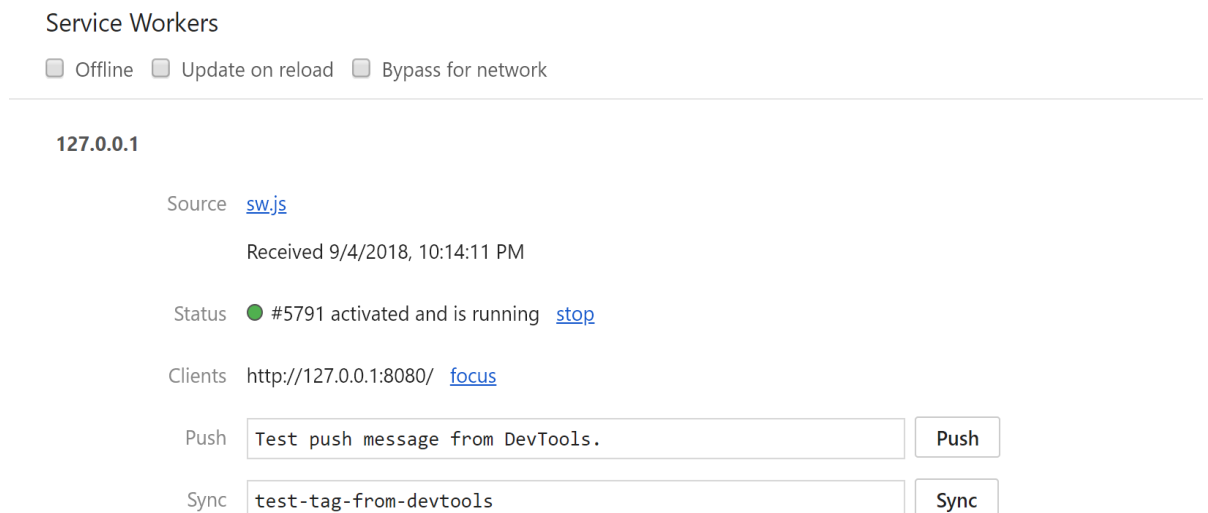 Service Workers
Offline Update on reload Bypass for network
127.0.0.1
Source sw.js
Received 9/4/2018, 10:14:11 PM
Status #5791 activated and is running stop
Clients http://127.0.0.1:8080/ focus
Push Test push message from DevTools. Push
Sync test-tag-from-devtools Sync